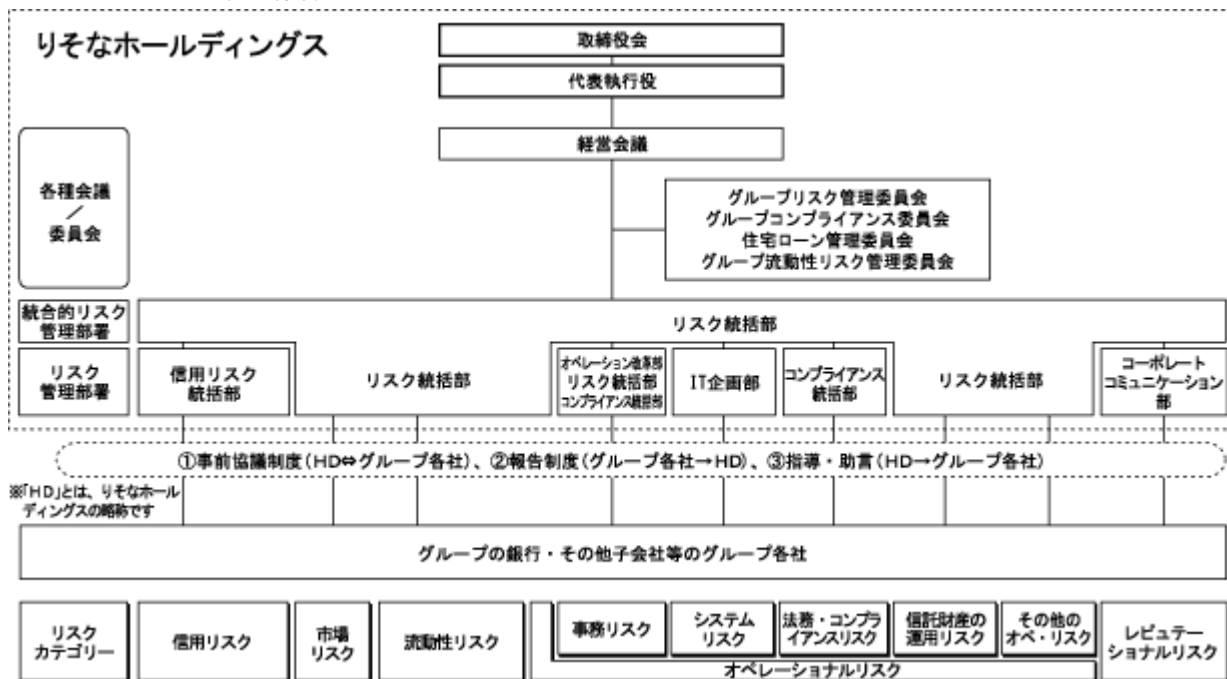 りそなホールディングス
取締役会
代表執行役
経営会議
各種会議
／
委員会
グループリスク管理委員会
グループコンプライアンス委員会
住宅ローン管理委員会
グループ流動性リスク管理委員会
統合的リスク
管理部署
リスク統括部
リスク
管理部署
信用リスク
統括部
リスク統括部
オペレーション改革部
リスク統括部
コンプライアンス統括部
IT企画部
コンプライアンス
統括部
リスク統括部
コーポレート
コミュニケーション
部
①事前協議制度(HD⇔グループ各社)、②報告制度(グループ各社→HD)、③指導・助言(HD→グループ各社)
※「HD」とは、りそなホール
ディングスの略称です
グループの銀行・その他子会社等のグループ各社
リスク
カテゴリー
信用リスク
市場
リスク
流動性リスク
事務リスク
システム
リスク
法務・コンプラ
イアンスリスク
信託財産の
運用リスク
その他の
オペ・リスク
オペレーショナルリスク
レピュテー
ショナルリスク